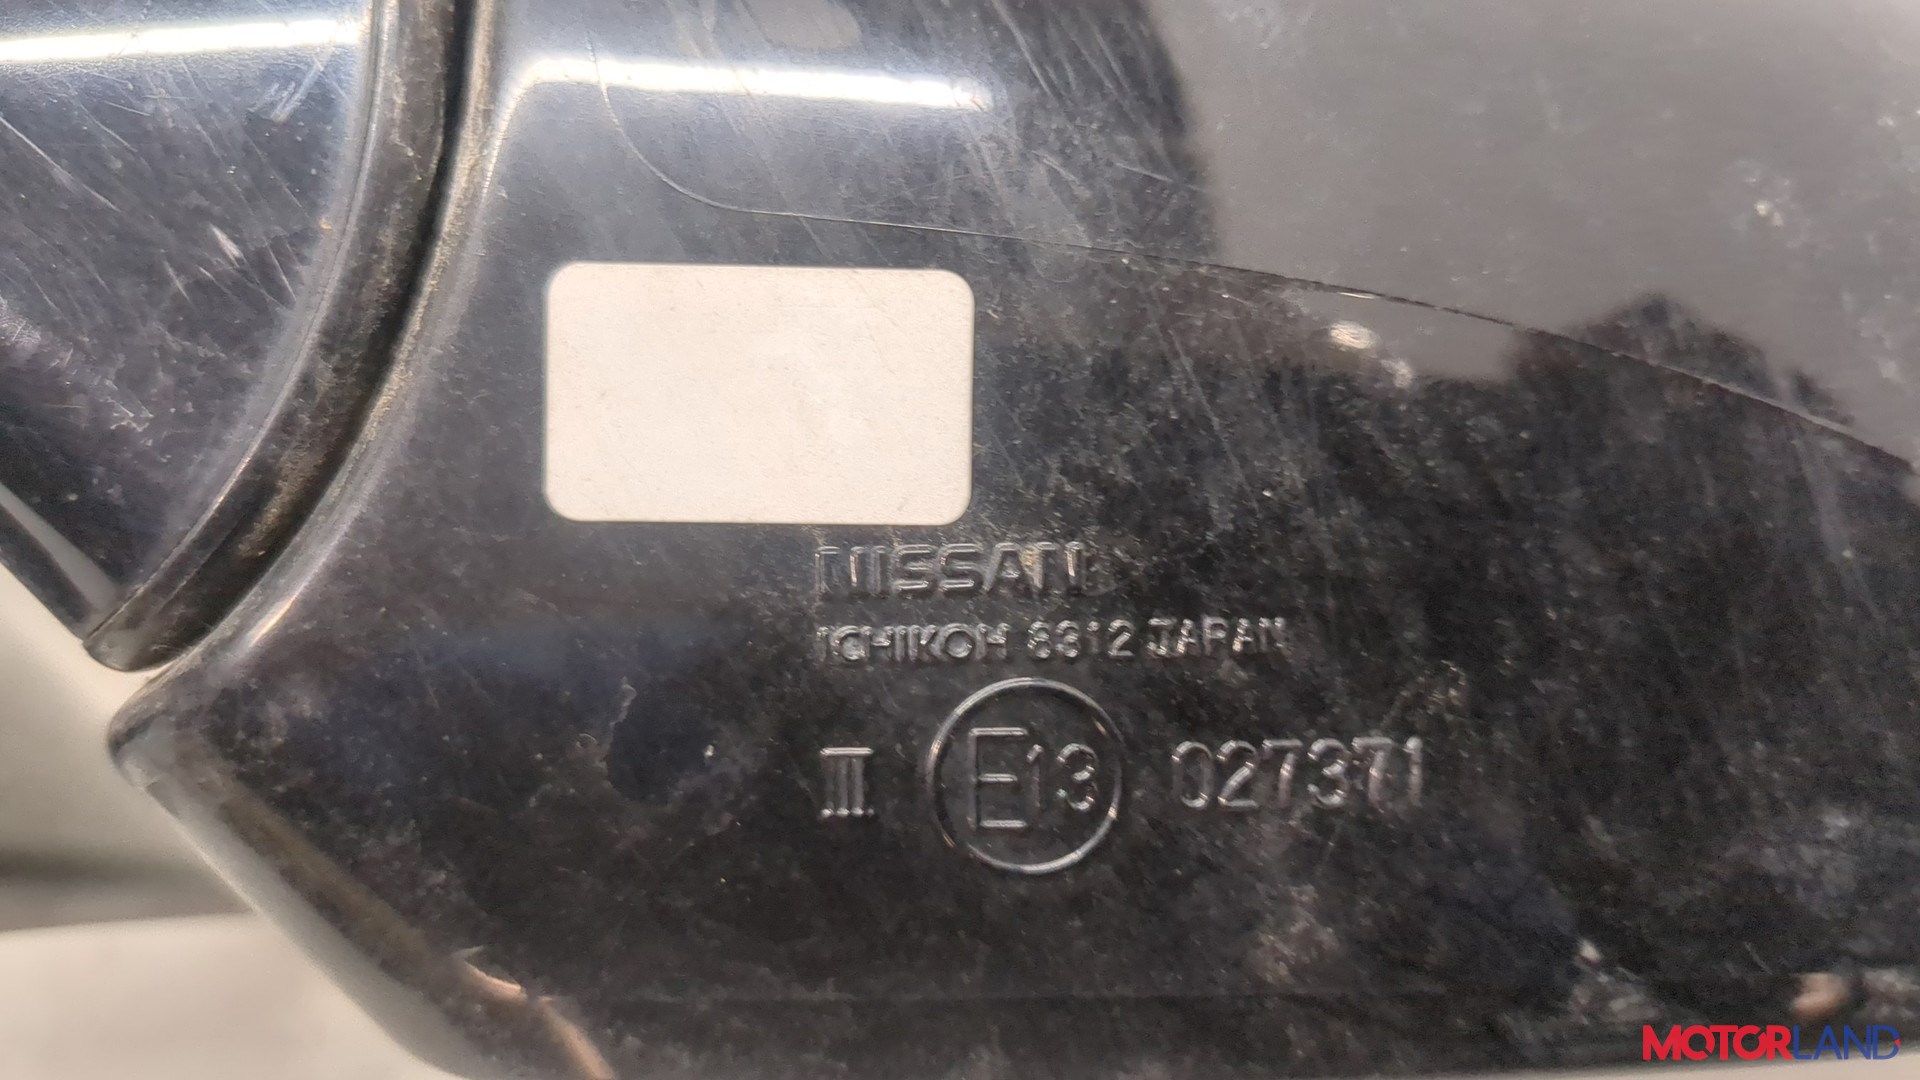 NISSAN
ICHIKOH 8312 JAPAN
III E13 027371
MOTORLAND